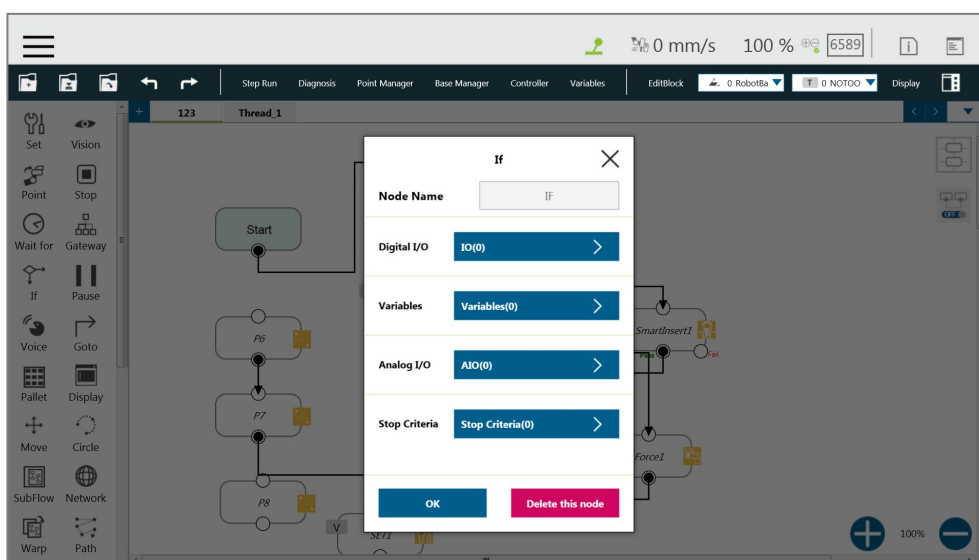 0 mm/s 100 % 6589
Step Run Diagnosis Point Manager Base Manager Controller Variables EditBlock 0 RobotBa T 0 NOTOO Display
+ 123 Thread_1
Set Vision
Point Stop
Wait for Gateway
If Pause
Voice Goto
Pallet Display
Move Circle
SubFlow Network
Warp Path
Start
P6
P7
P8
V
SET1
SmartInsert1
Pass Fail
Force1
OFF
If
Node Name IF
Digital I/O IO(0)
Variables Variables(0)
Analog I/O AIO(0)
Stop Criteria Stop Criteria(0)
OK Delete this node
100%